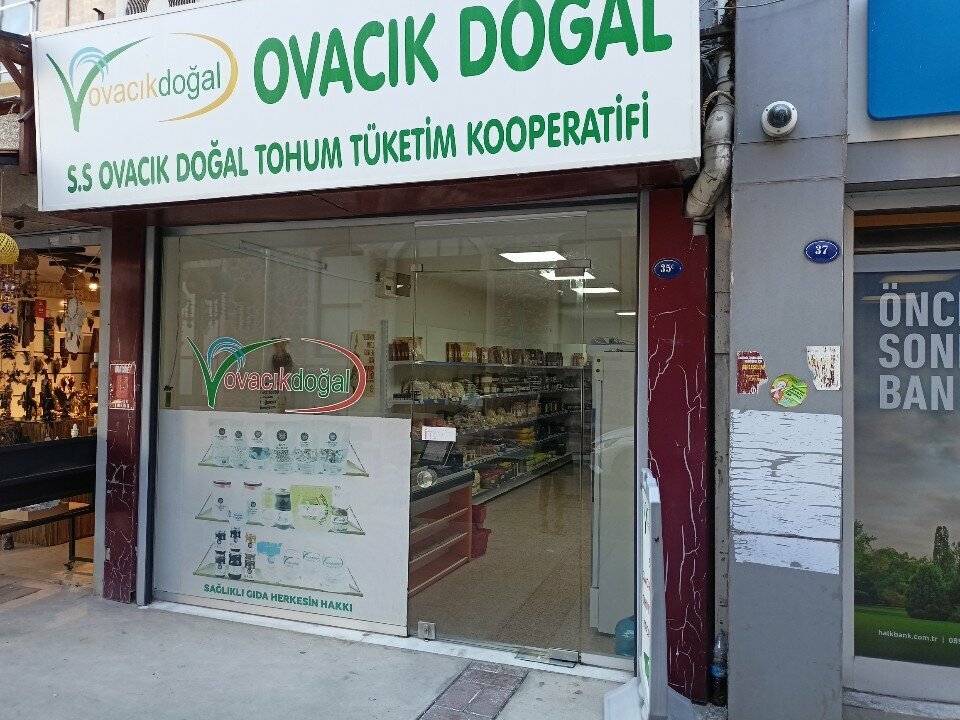 ovacıkdoğal
OVACIK DOĞAL
S.S OVACIK DOĞAL TOHUM TÜKETİM KOOPERATİFİ
35C
37
ovacıkdoğal
SAĞLIKLI GIDA HERKESİN HAKKI
ÖNC
SON
BAN
halkbank.com.tr